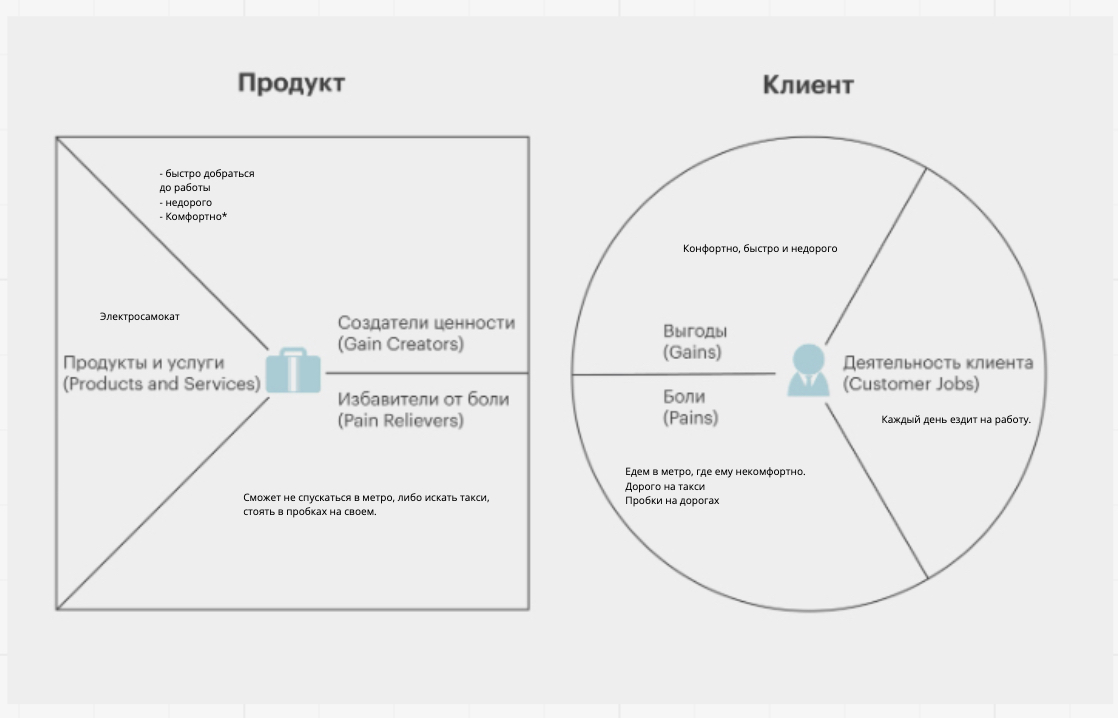 Продукт
- быстро добраться
до работы
- недорого
- Комфортно*
Электросамокат
Продукты и услуги
(Products and Services)
Создатели ценности
(Gain Creators)
Избавители от боли
(Pain Relievers)
Сможет не спускаться в метро, либо искать такси,
стоять в пробках на своем.
Клиент
Конфортно, быстро и недорого
Выгоды
(Gains)
Боли
(Pains)
Деятельность клиента
(Customer Jobs)
Каждый день ездит на работу.
Едем в метро, где ему некомфортно.
Дорого на такси
Пробки на дорогах